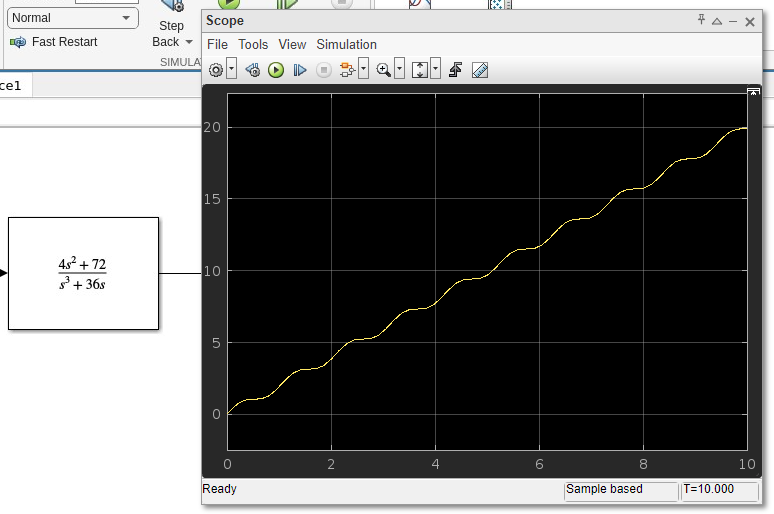 Normal
Fast Restart
Step
Back
SIMULA
ce1
4s² + 72
s³ + 36s
Scope
File Tools View Simulation
20
15
10
5
0
0 2 4 6 8 10
Ready Sample based T=10.000